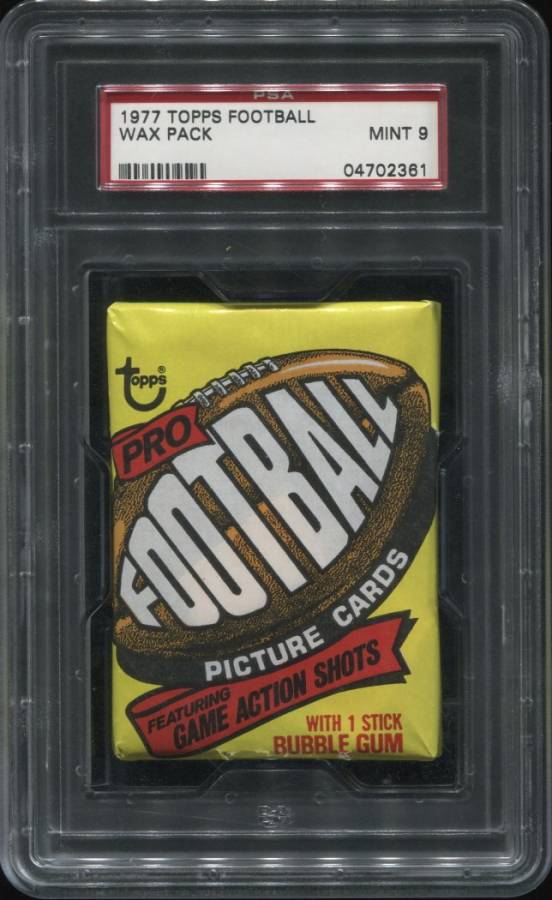 PSA
1977 TOPPS FOOTBALL
WAX PACK MINT 9
04702361
topps®
PRO
FOOTBALL
PICTURE CARDS
FEATURING
GAME ACTION SHOTS
WITH 1 STICK
BUBBLE GUM